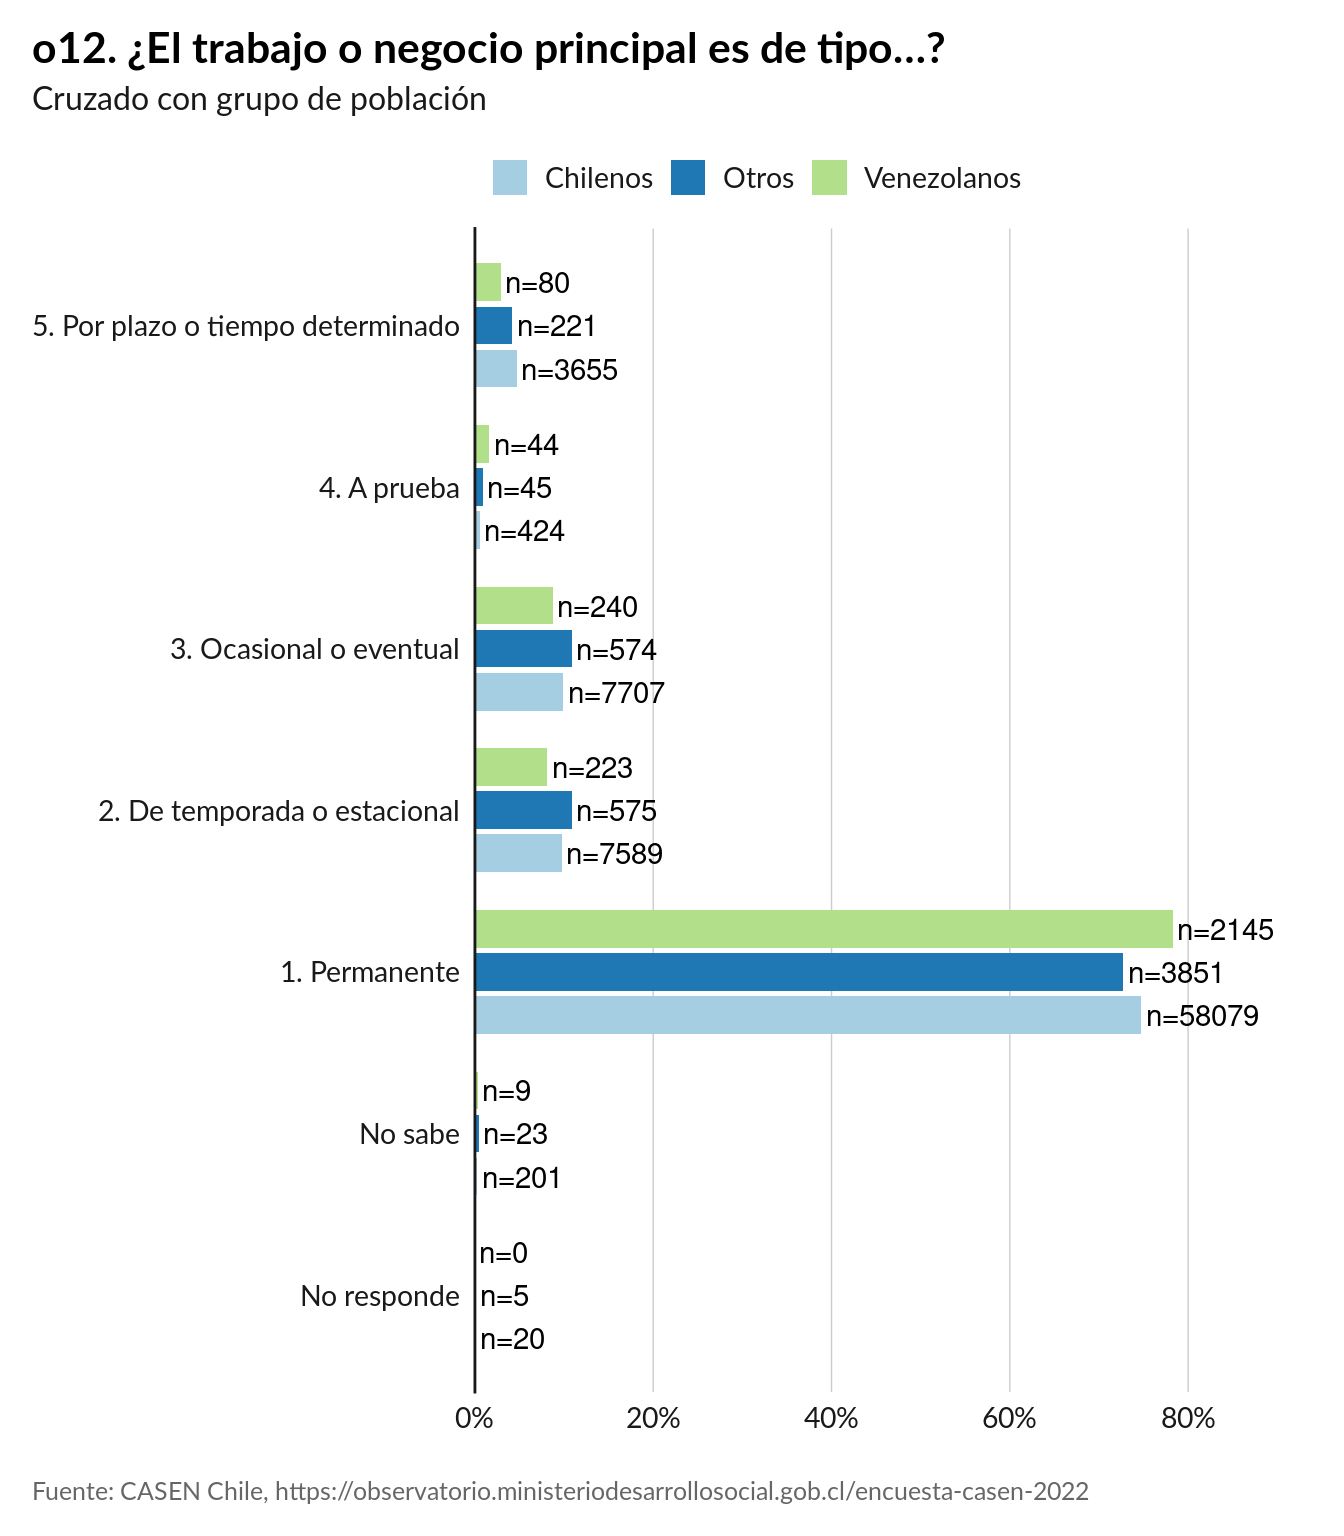 o12. ¿El trabajo o negocio principal es de tipo...?
Cruzado con grupo de población
Chilenos Otros Venezolanos
n=80
5. Por plazo o tiempo determinado n=221
n=3655
n=44
4. A prueba n=45
n=424
n=240
3. Ocasional o eventual n=574
n=7707
n=223
2. De temporada o estacional n=575
n=7589
n=2145
1. Permanente n=3851
n=58079
n=9
No sabe n=23
n=201
n=0
No responde n=5
n=20
0% 20% 40% 60% 80%
Fuente: CASEN Chile, https://observatorio.ministeriodesarrollosocial.gob.cl/encuesta-casen-2022